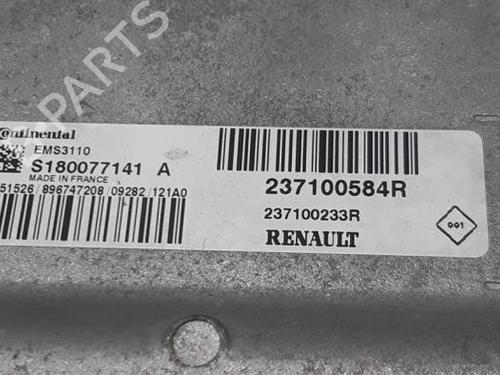 Continental
EMS3110
S180077141 A
MADE IN FRANCE
51526/896747208/09282/121A0
237100584R
237100233R
RENAULT
001
PARTS